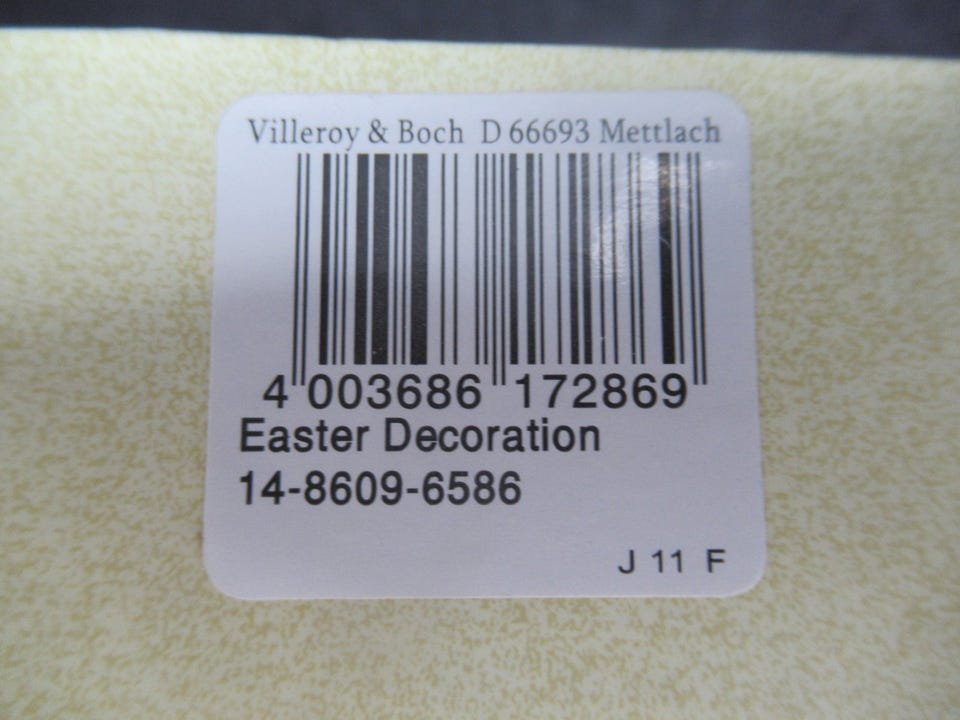 Villeroy & Boch D 66693 Mettlach
4 003686 172869
Easter Decoration
14-8609-6586
J 11 F